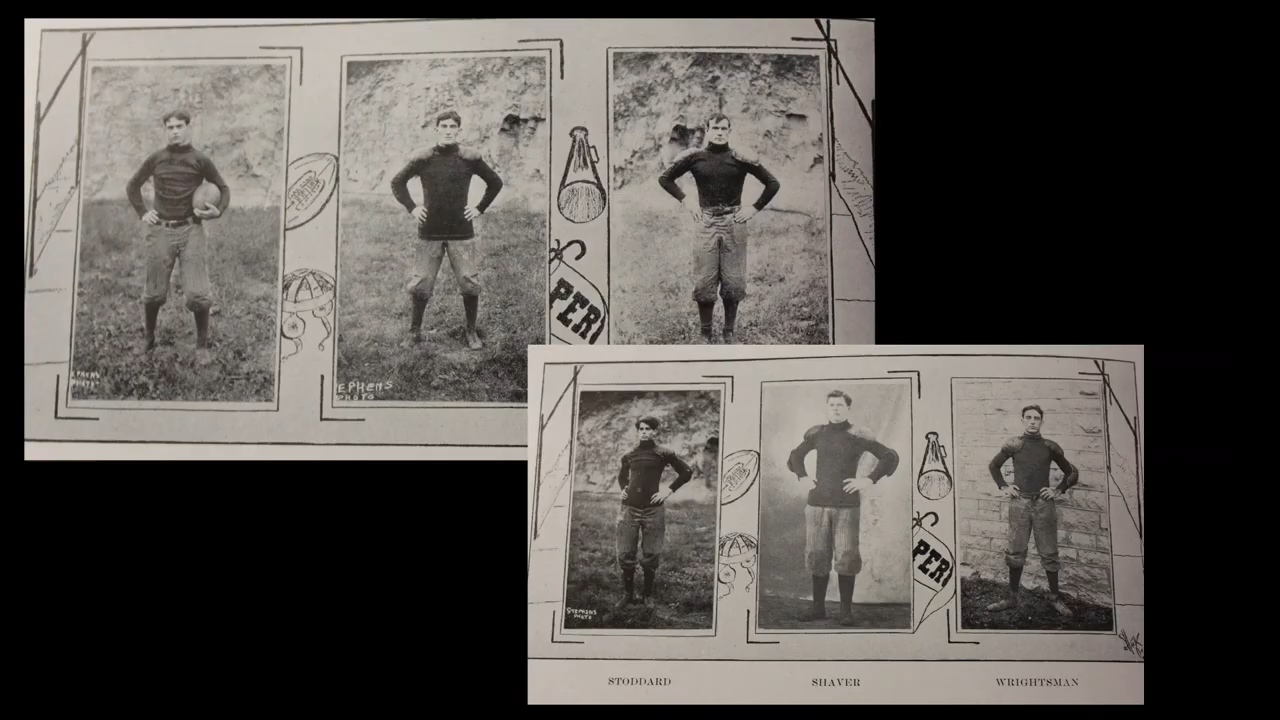 EPHENS
PHOTO
PER
STEPHENS
PHOTO
PER
STODDARD
SHAVER
WRIGHTSMAN